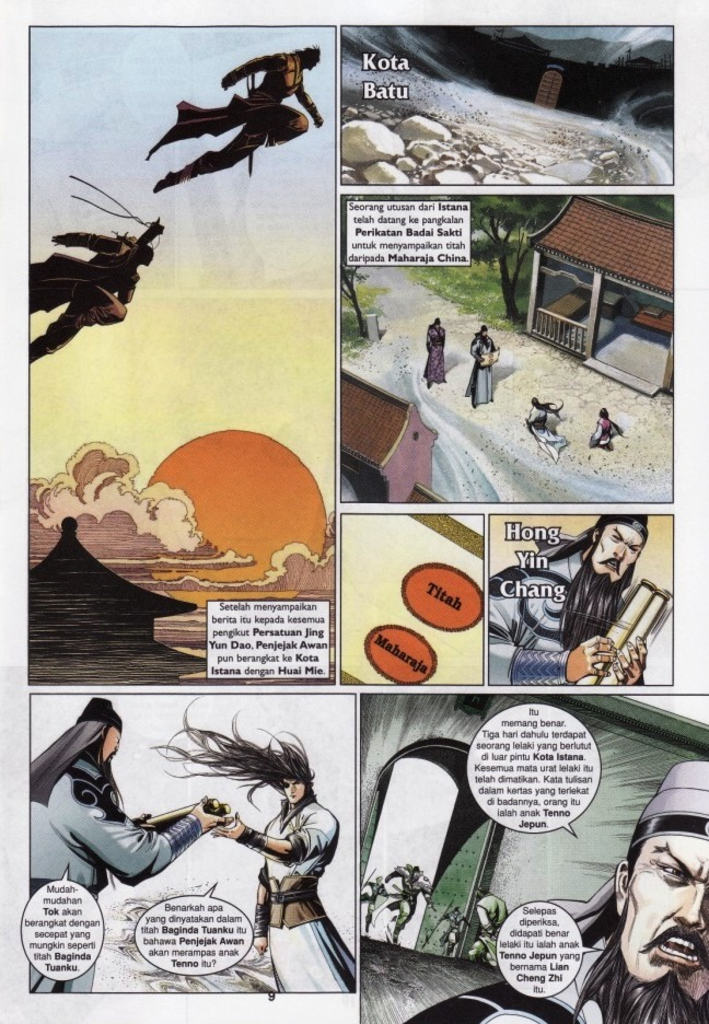 Setelah menyampaikan
berita itu kepada kesemua
pengikut Persatuan Jing
Yun Dao, Penjejak Awan
pun berangkat ke Kota
Istana dengan Huai Mie.
Kota
Batu
Seorang utusan dari Istana
telah datang ke pangkalan
Perikatan Badai Sakti
untuk menyampaikan titah
daripada Maharaja China.
Titah
Maharaja
Hong
Yin
Chang
Mudah-
mudahan
Tok akan
berangkat dengan
secepat yang
mungkin seperti
titah Baginda
Tuanku.
Benarkah apa
yang dinyatakan dalam
titah Baginda Tuanku itu
bahawa Penjejak Awan
akan merampas anak
Tenno itu?
Itu
memang benar.
Tiga hari dahulu terdapat
seorang lelaki yang berlutut
di luar pintu Kota Istana.
Kesemua mata urat lelaki itu
telah dimatikan. Kata tulisan
dalam kertas yang terlekat
di badannya, orang itu
ialah anak Tenno
Jepun.
Selepas
diperiksa,
didapati benar
lelaki itu ialah anak
Tenno Jepun yang
bernama Lian
Cheng Zhi
itu.
9